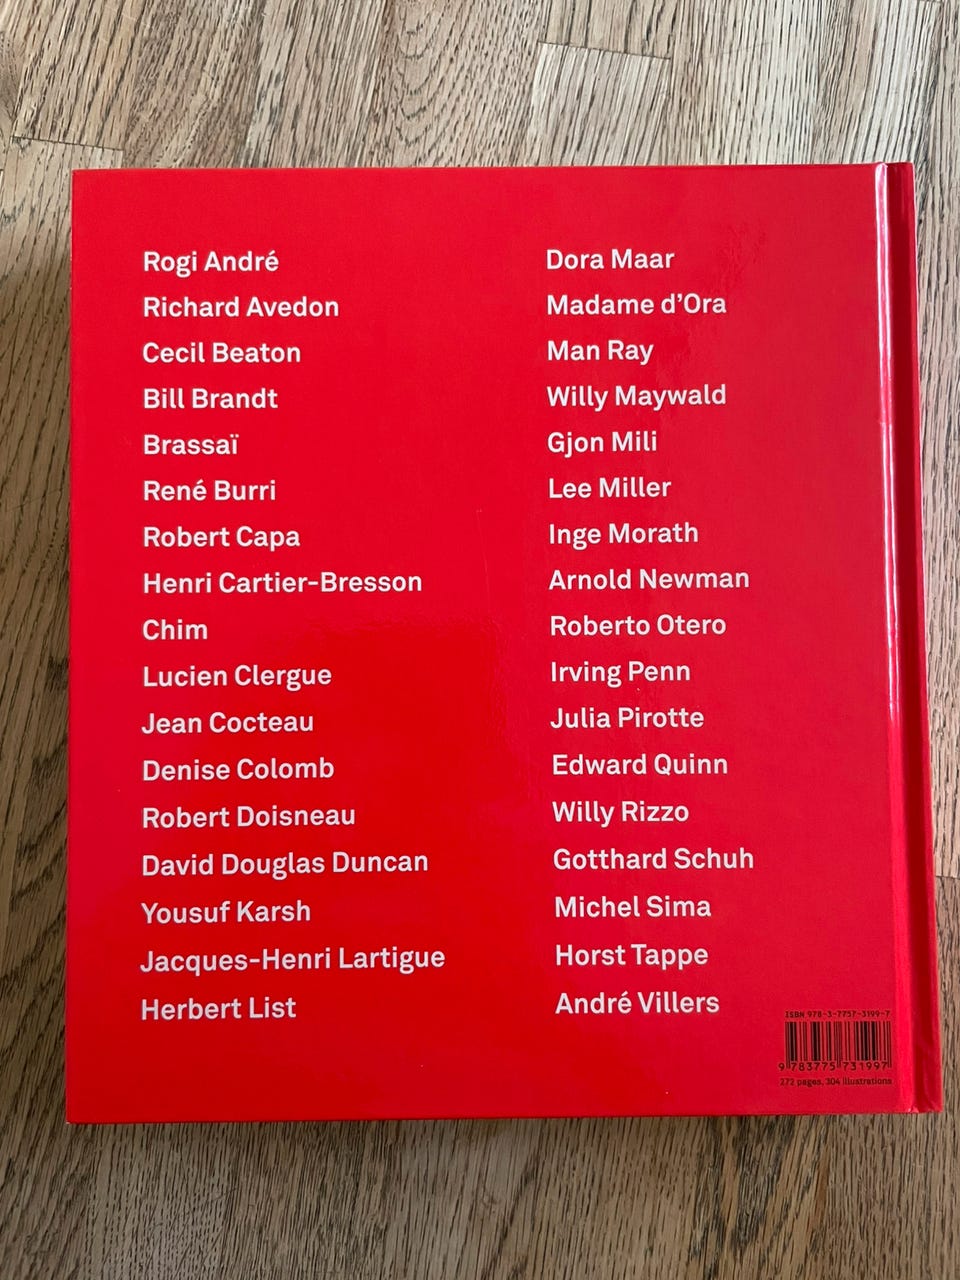 Rogi André
Richard Avedon
Cecil Beaton
Bill Brandt
Brassaï
René Burri
Robert Capa
Henri Cartier-Bresson
Chim
Lucien Clergue
Jean Cocteau
Denise Colomb
Robert Doisneau
David Douglas Duncan
Yousuf Karsh
Jacques-Henri Lartigue
Herbert List
Dora Maar
Madame d’Ora
Man Ray
Willy Maywald
Gjon Mili
Lee Miller
Inge Morath
Arnold Newman
Roberto Otero
Irving Penn
Julia Pirotte
Edward Quinn
Willy Rizzo
Gotthard Schuh
Michel Sima
Horst Tappe
André Villers
ISBN 978-3-7757-3199-7
9 783775 731997
272 pages, 304 illustrations